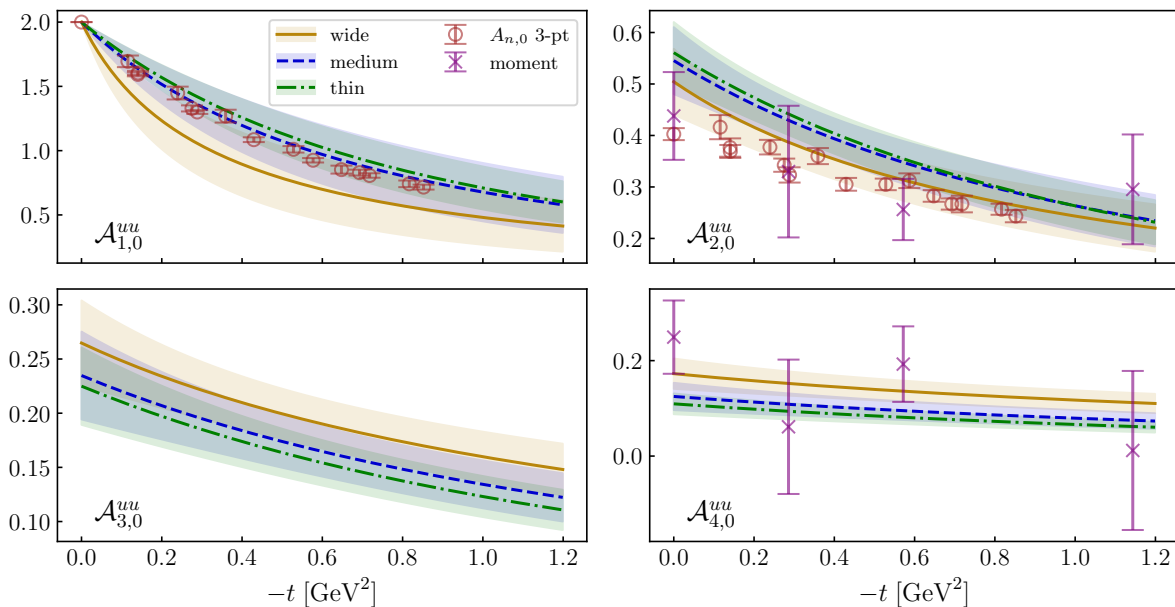 2.0
1.5
1.0
0.5
wide
medium
thin
A_{n,0} 3-pt
moment
𝒜^{uu}_{1,0}
0.6
0.5
0.4
0.3
0.2
𝒜^{uu}_{2,0}
0.30
0.25
0.20
0.15
0.10
𝒜^{uu}_{3,0}
0.0 0.2 0.4 0.6 0.8 1.0 1.2
−t [GeV²]
0.2
0.0
𝒜^{uu}_{4,0}
0.0 0.2 0.4 0.6 0.8 1.0 1.2
−t [GeV²]